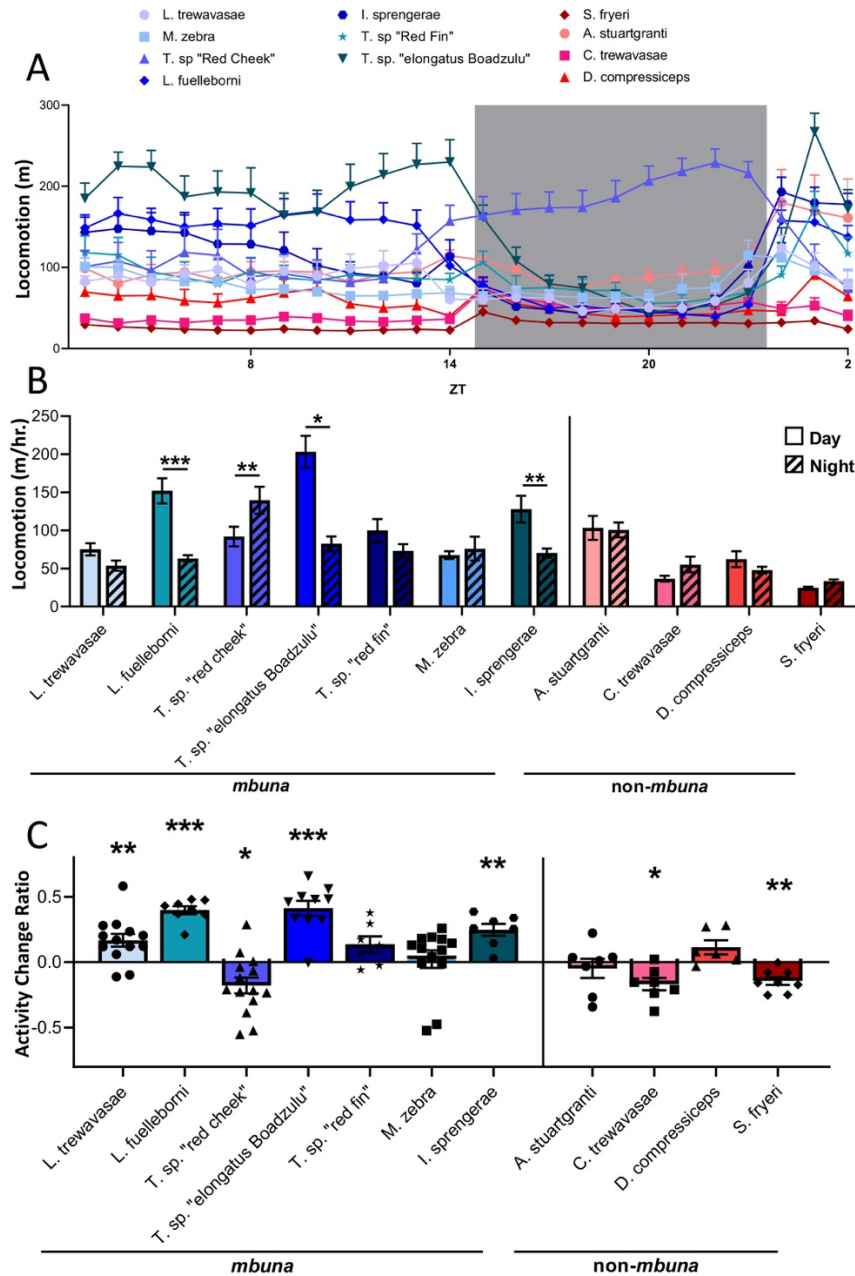 L. trewavasae
M. zebra
T. sp "Red Cheek"
L. fuelleborni
I. sprengerae
T. sp "Red Fin"
T. sp. "elongatus Boadzulu"
S. fryeri
A. stuartgranti
C. trewavasae
D. compressiceps
A
Locomotion (m)
300
200
100
0
8
14
20
2
ZT
B
Locomotion (m/hr.)
250
200
150
100
50
0
***
**
*
**
Day
Night
L. trewavasae
L. fuelleborni
T. sp. "red cheek"
T. sp. "elongatus Boadzulu"
T. sp. "red fin"
M. zebra
I. sprengerae
A. stuartgranti
C. trewavasae
D. compressiceps
S. fryeri
mbuna
non-mbuna
C
Activity Change Ratio
0.5
0.0
-0.5
**
***
*
***
**
*
**
L. trewavasae
L. fuelleborni
T. sp. "red cheek"
T. sp. "elongatus Boadzulu"
T. sp. "red fin"
M. zebra
I. sprengerae
A. stuartgranti
C. trewavasae
D. compressiceps
S. fryeri
mbuna
non-mbuna